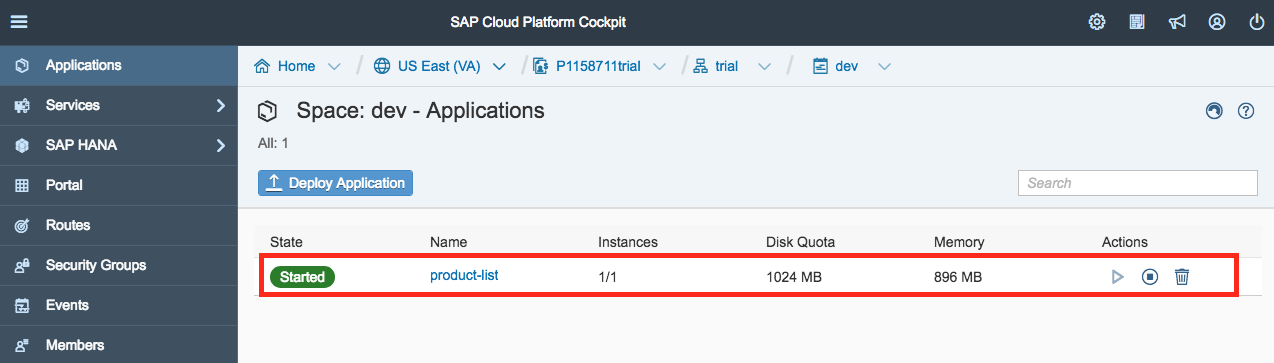 SAP Cloud Platform Cockpit
Applications
Services
SAP HANA
Portal
Routes
Security Groups
Events
Members
Home / US East (VA) / P1158711trial / trial / dev
Space: dev - Applications
All: 1
Deploy Application
Search
State Name Instances Disk Quota Memory Actions
Started product-list 1/1 1024 MB 896 MB